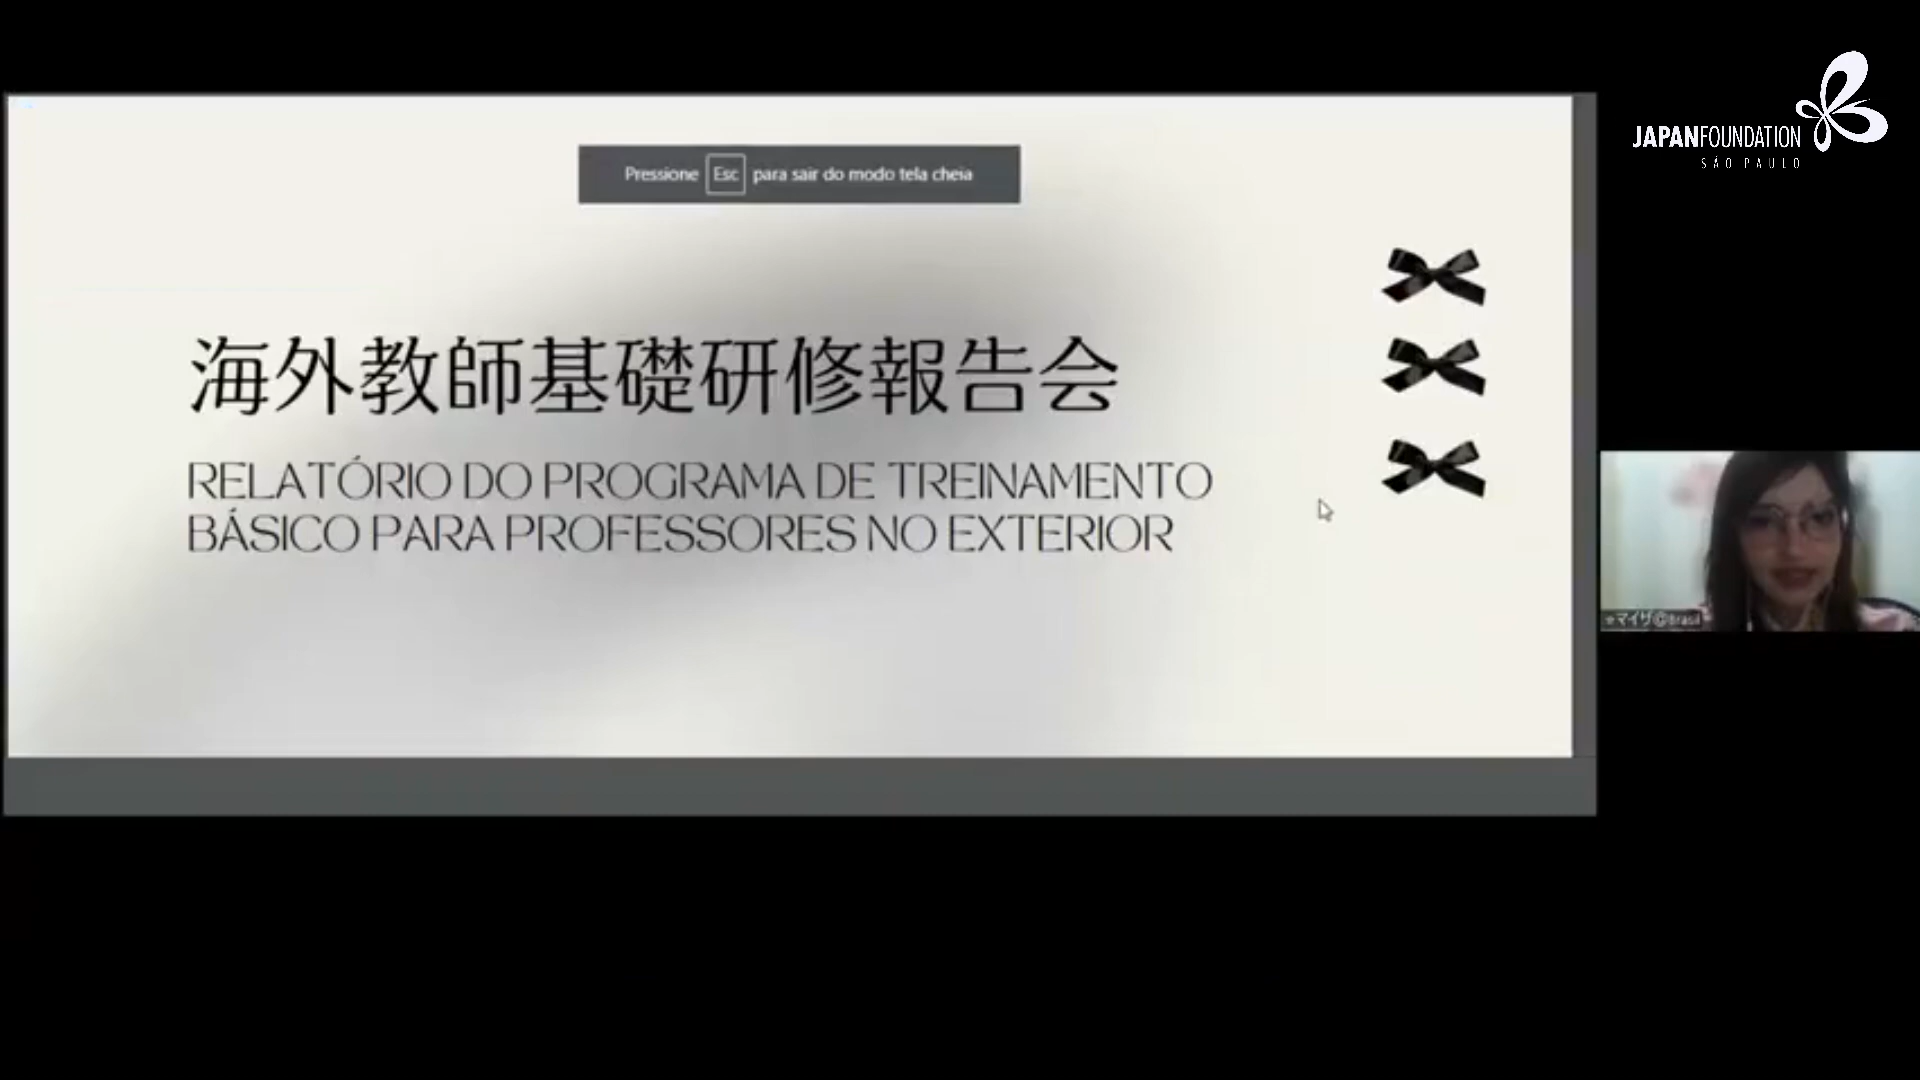 Pressione Esc para sair do modo tela cheia
JAPANFOUNDATION
SÃO PAULO
海外教師基礎研修報告会
RELATÓRIO DO PROGRAMA DE TREINAMENTO
BÁSICO PARA PROFESSORES NO EXTERIOR
マイザ@Brasil